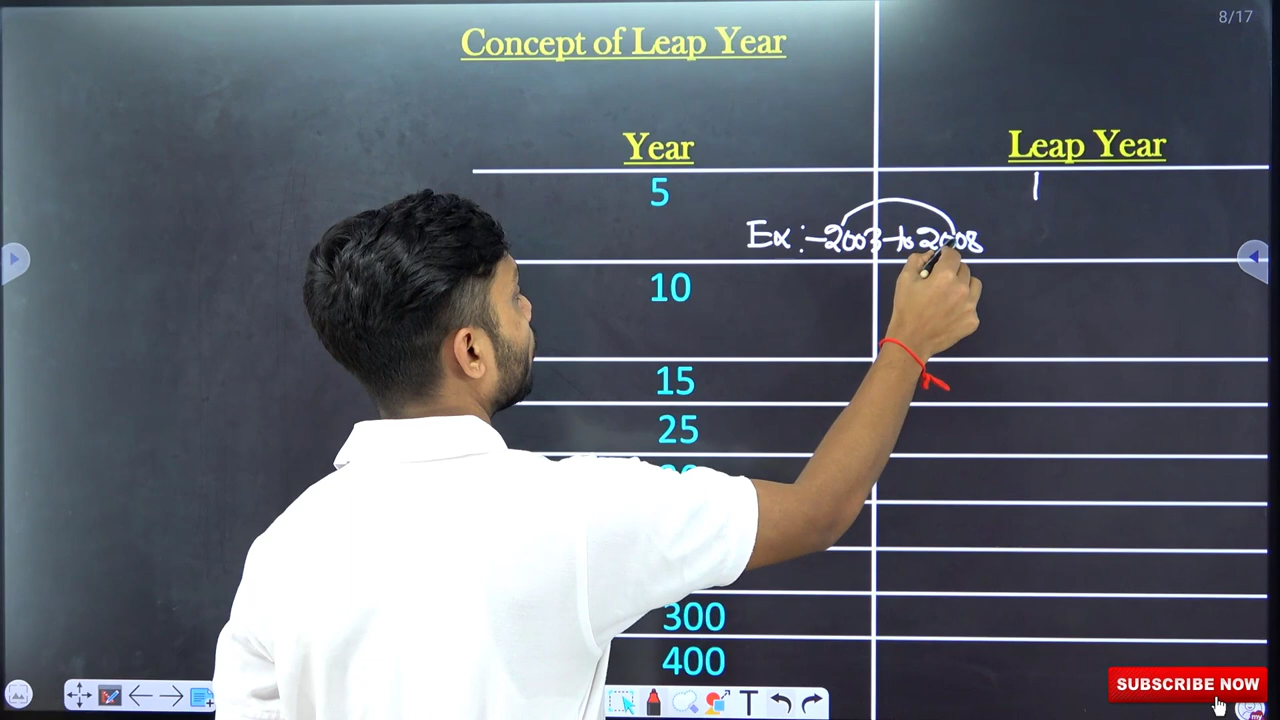 8/17
Concept of Leap Year
Year Leap Year
5 1
Ex:-2003 to 2008
10
15
25
300
400
T
SUBSCRIBE NOW